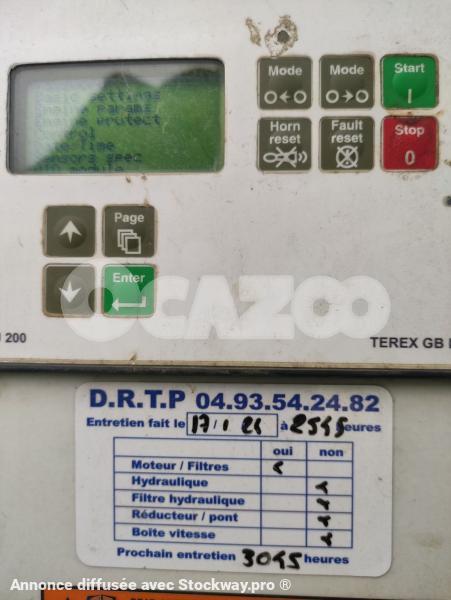 Mode
Mode
Start
I
Horn reset
Fault reset
Stop
0
Page
Enter
200
TEREX GB
OCAZOO
D.R.T.P 04.93.54.24.82
Entretien fait le 17/1 24 à 2545 heures
oui non
Moteur / Filtres
Hydraulique
Filtre hydraulique
Réducteur / pont
Boîte vitesse
Prochain entretien 3045 heures
Annonce diffusée avec Stockway.pro ®